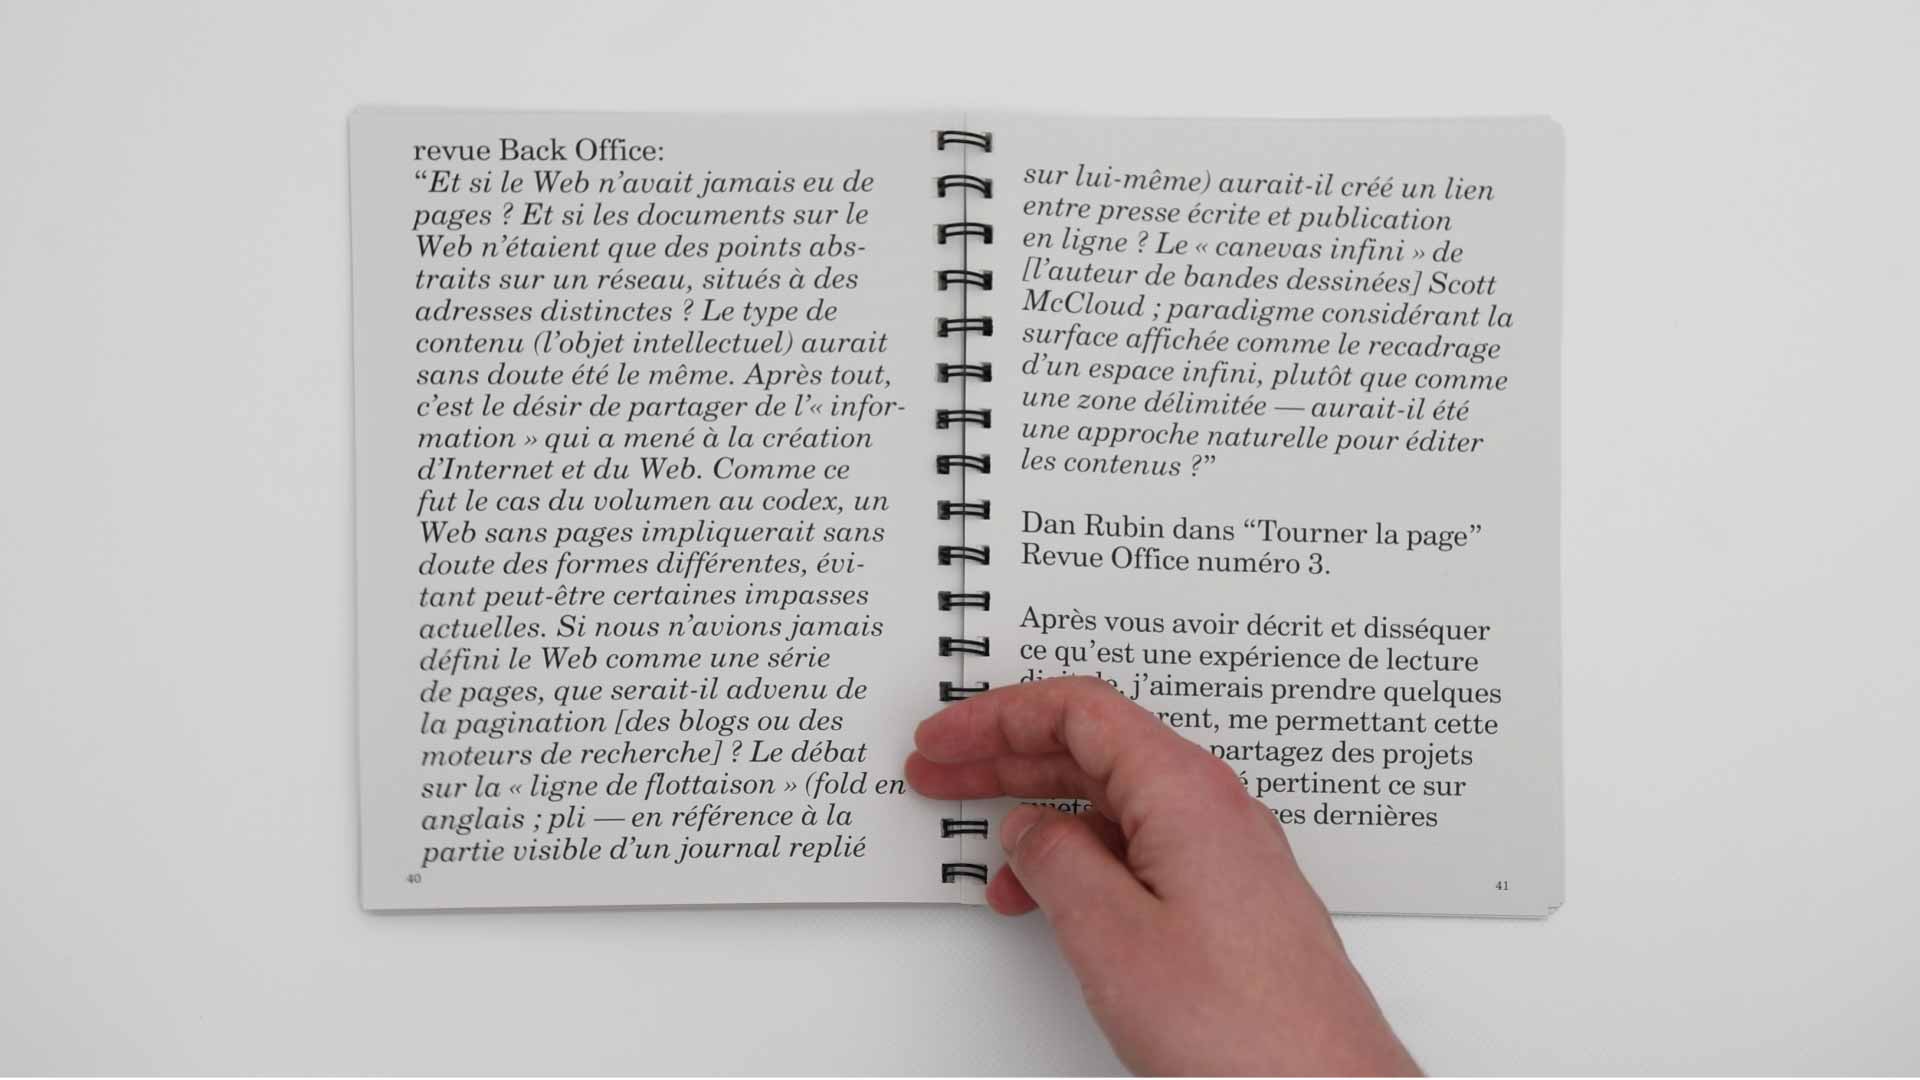 revue Back Office:
“Et si le Web n’avait jamais eu de
pages ? Et si les documents sur le
Web n’étaient que des points abs-
traits sur un réseau, situés à des
adresses distinctes ? Le type de
contenu (l’objet intellectuel) aurait
sans doute été le même. Après tout,
c’est le désir de partager de l’« infor-
mation » qui a mené à la création
d’Internet et du Web. Comme ce
fut le cas du volumen au codex, un
Web sans pages impliquerait sans
doute des formes différentes, évi-
tant peut-être certaines impasses
actuelles. Si nous n’avions jamais
défini le Web comme une série
de pages, que serait-il advenu de
la pagination [des blogs ou des
moteurs de recherche] ? Le débat
sur la « ligne de flottaison » (fold en
anglais ; pli — en référence à la
partie visible d’un journal replié
40
sur lui-même) aurait-il créé un lien
entre presse écrite et publication
en ligne ? Le « canevas infini » de
[l’auteur de bandes dessinées] Scott
McCloud ; paradigme considérant la
surface affichée comme le recadrage
d’un espace infini, plutôt que comme
une zone délimitée — aurait-il été
une approche naturelle pour éditer
les contenus ?”
Dan Rubin dans “Tourner la page”
Revue Office numéro 3.
Après vous avoir décrit et disséquer
ce qu’est une expérience de lecture
j’aimerais prendre quelques
me permettant cette
partagez des projets
pertinent ce sur
dernières
41